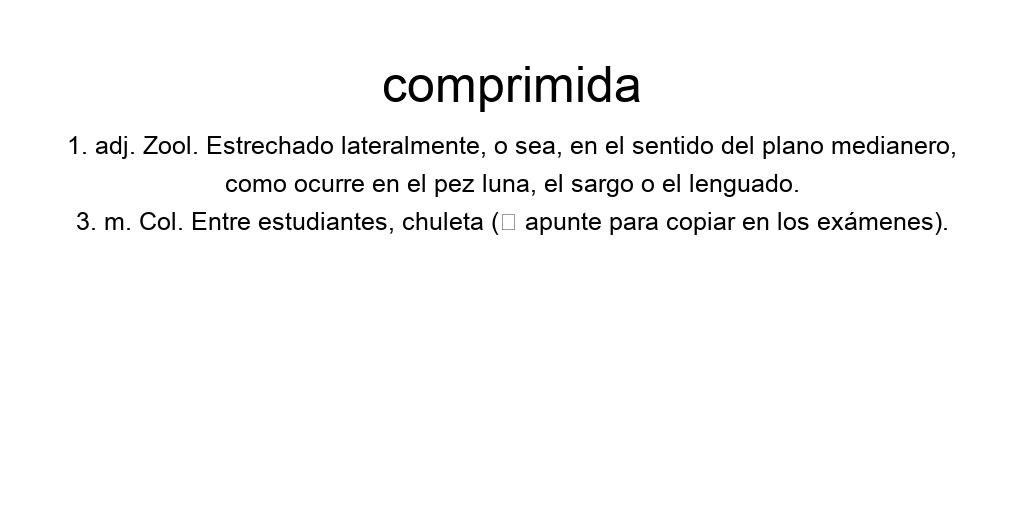 comprimida
1. adj. Zool. Estrechado lateralmente, o sea, en el sentido del plano medianero,
como ocurre en el pez luna, el sargo o el lenguado.
3. m. Col. Entre estudiantes, chuleta (□ apunte para copiar en los exámenes).